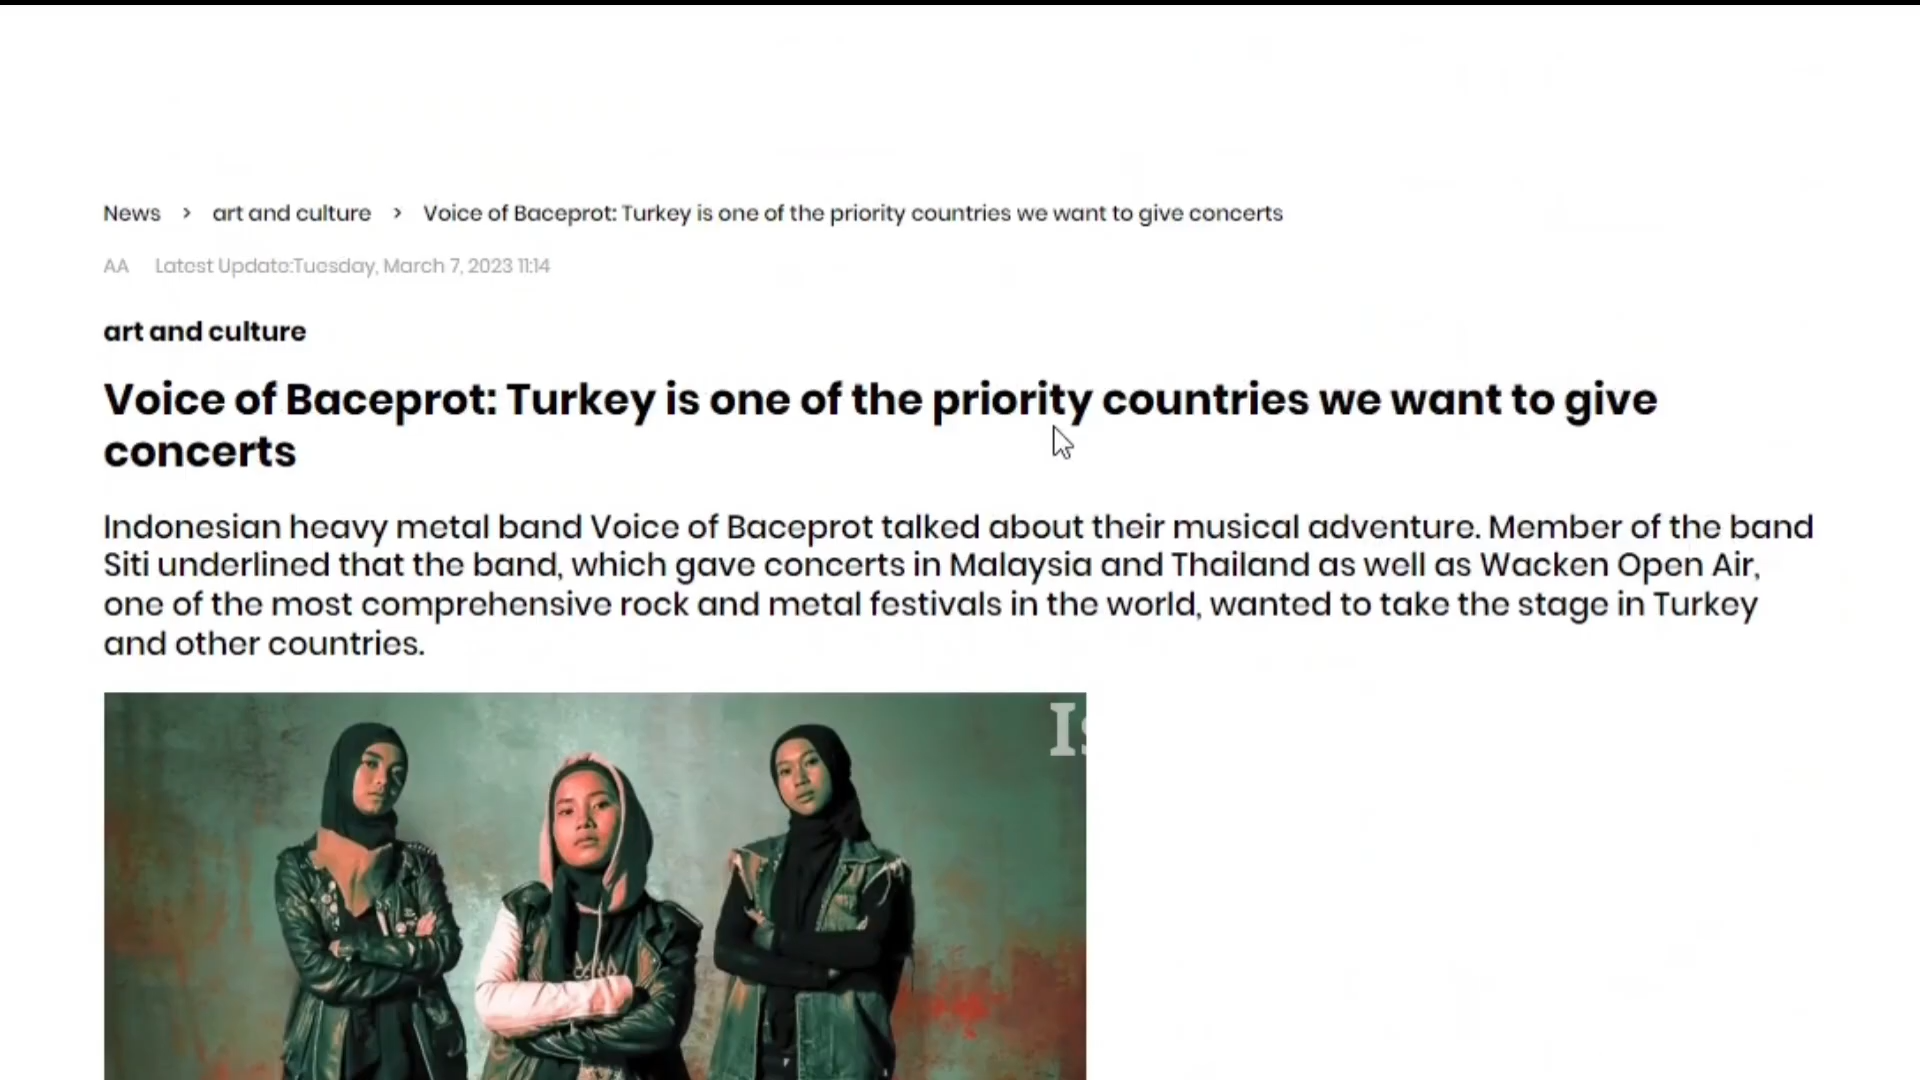 News > art and culture > Voice of Baceprot: Turkey is one of the priority countries we want to give concerts
AA Latest Update:Tuesday, March 7, 2023 11:14
art and culture
Voice of Baceprot: Turkey is one of the priority countries we want to give
concerts
Indonesian heavy metal band Voice of Baceprot talked about their musical adventure. Member of the band
Siti underlined that the band, which gave concerts in Malaysia and Thailand as well as Wacken Open Air,
one of the most comprehensive rock and metal festivals in the world, wanted to take the stage in Turkey
and other countries.